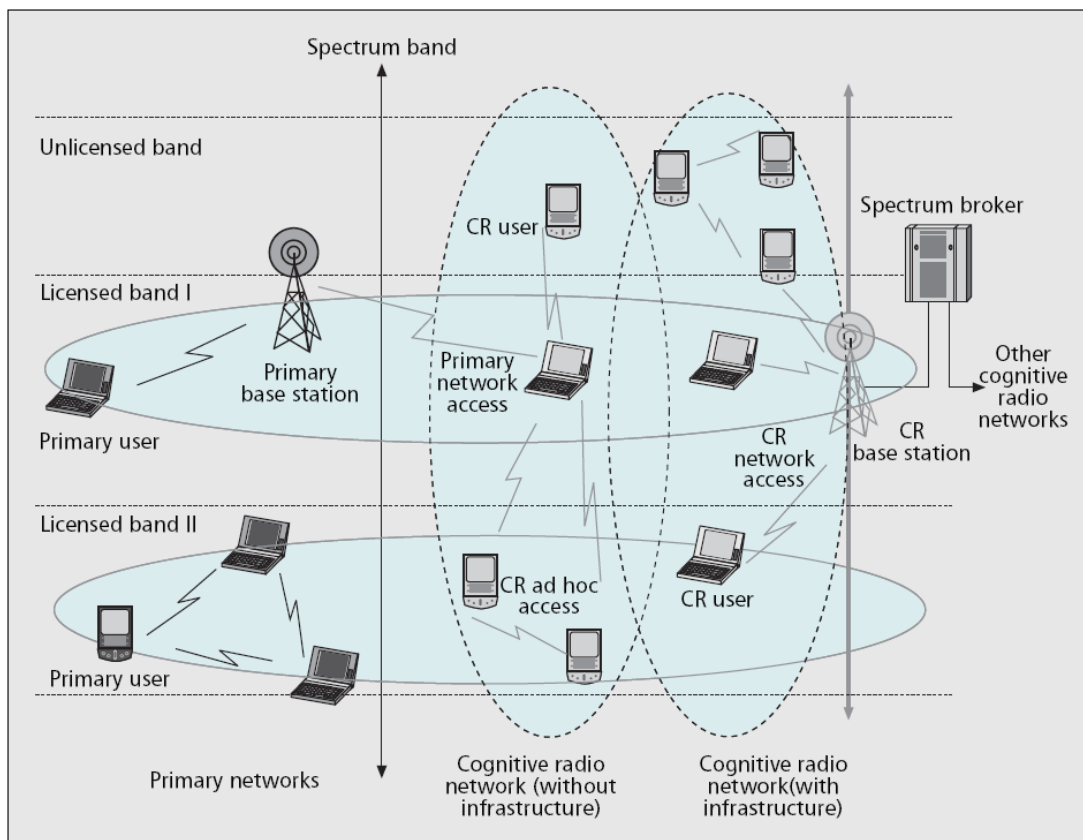 Spectrum band
Unlicensed band
CR user
Spectrum broker
Licensed band I
Primary
base station
Primary
network
access
Other
cognitive
radio
networks
Primary user
CR
network
access
CR
base station
Licensed band II
CR ad hoc
access
CR user
Primary user
Primary networks
Cognitive radio
network (without
infrastructure)
Cognitive radio
network(with
infrastructure)